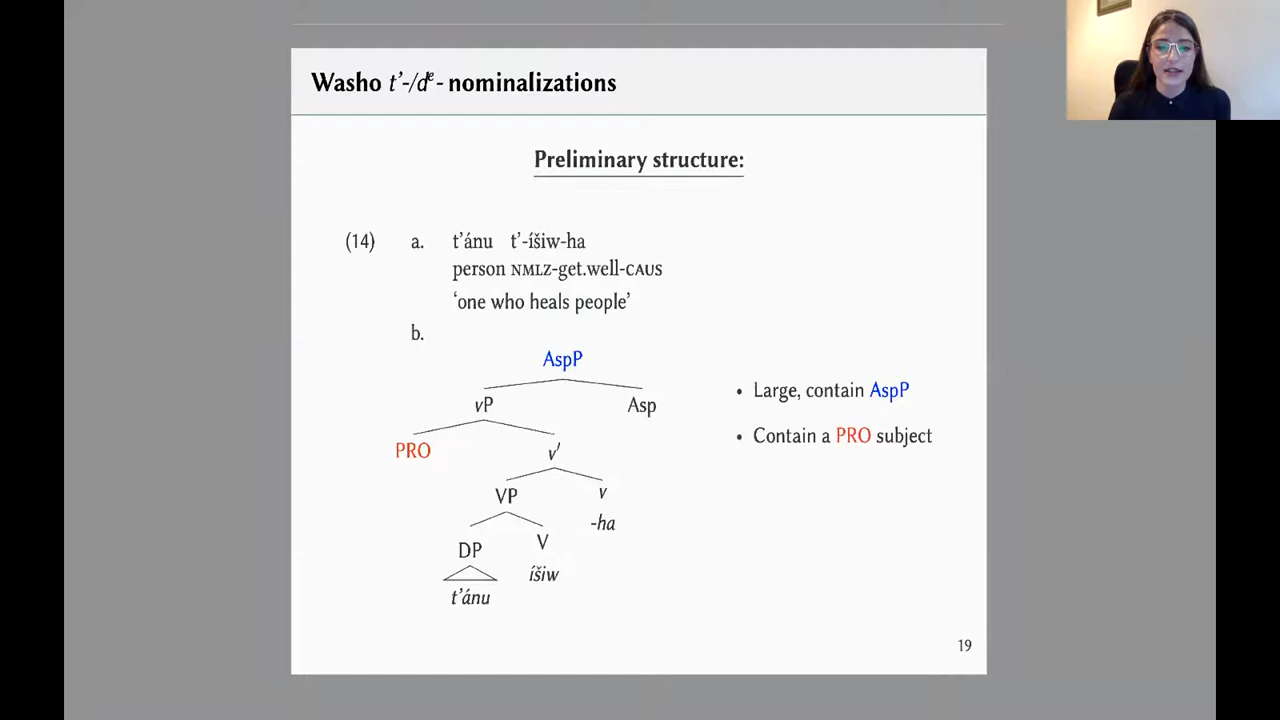 Washo t’-/dᵉ- nominalizations
Preliminary structure:
(14) a. t’ánu t’-íšiw-ha
person NMLZ-get.well-CAUS
‘one who heals people’
b.
AspP
vP Asp
PRO v′
VP v
-ha
DP V
t’ánu íšiw
• Large, contain AspP
• Contain a PRO subject
19